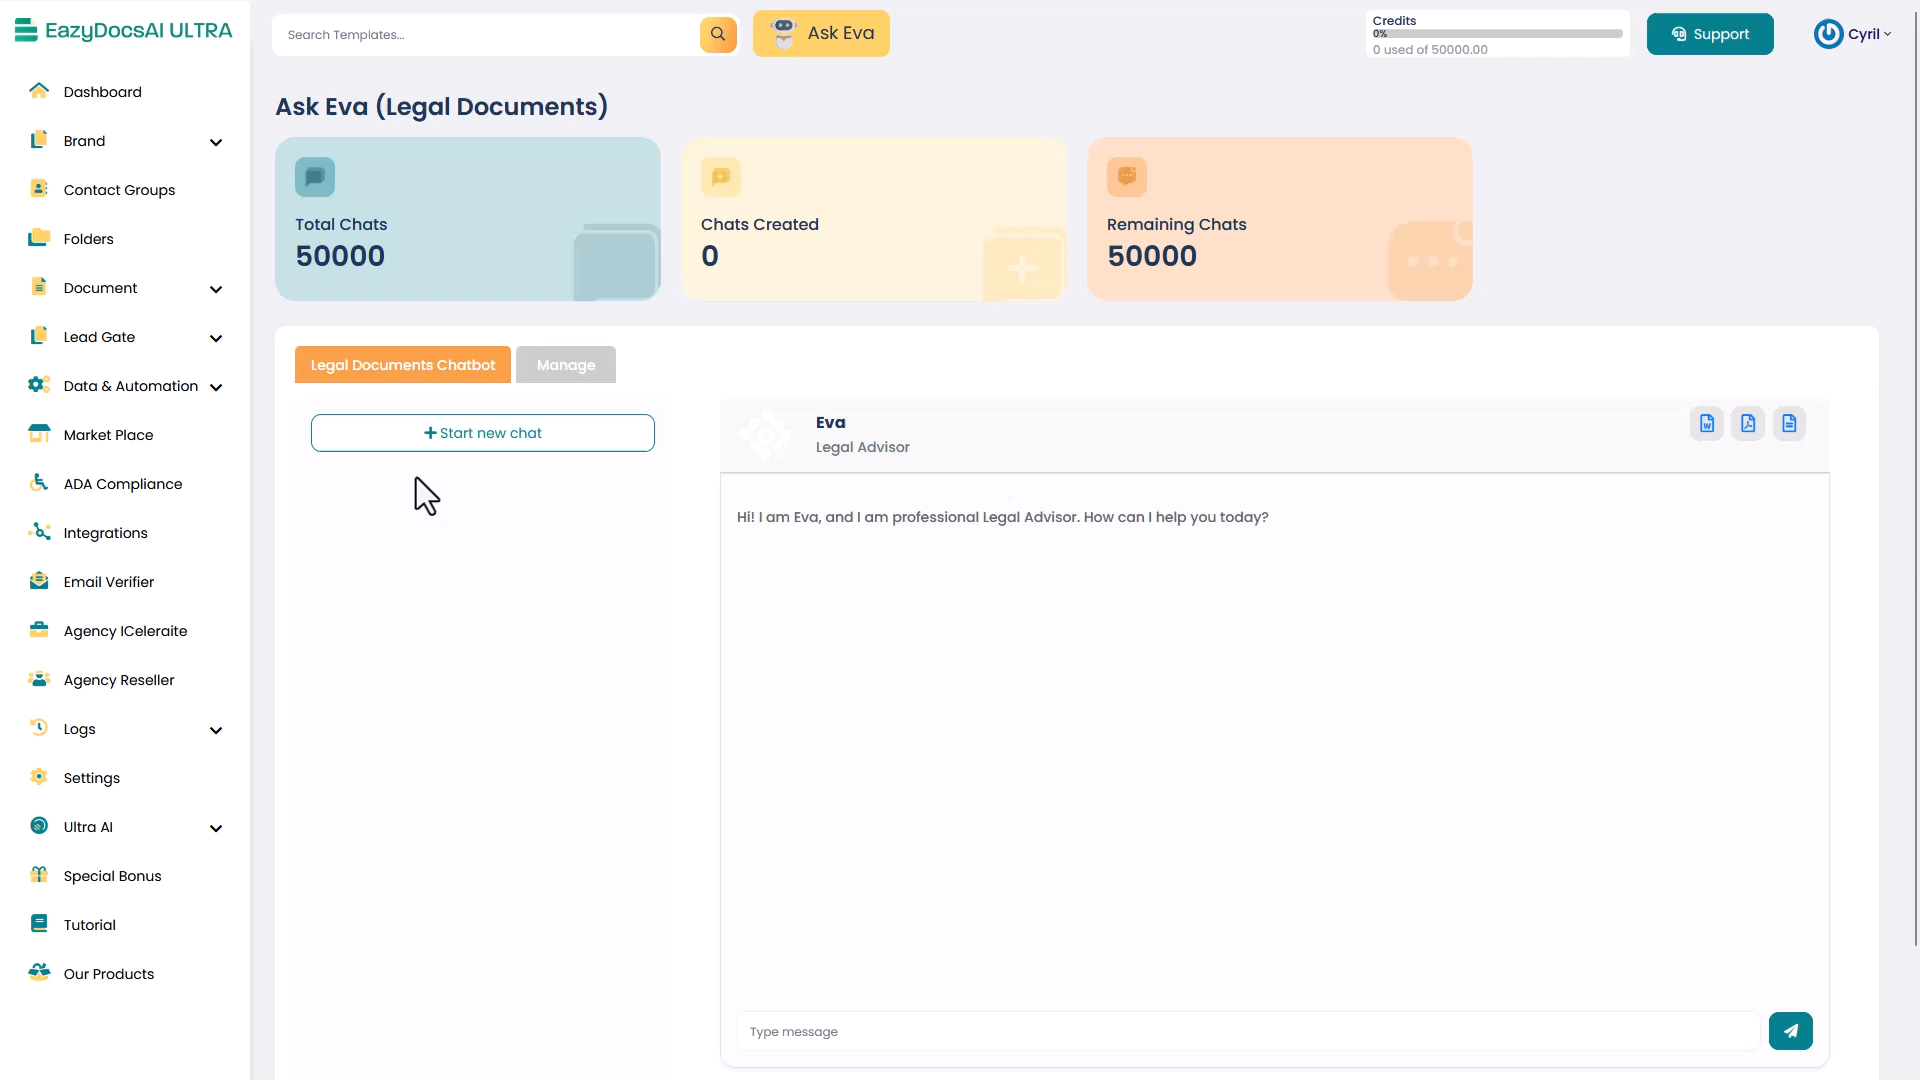 EazyDocsAI ULTRA
Search Templates...
Ask Eva
Credits
0%
0 used of 50000.00
Support
Cyril
Dashboard
Brand
Contact Groups
Folders
Document
Lead Gate
Data & Automation
Market Place
ADA Compliance
Integrations
Email Verifier
Agency ICeleraite
Agency Reseller
Logs
Settings
Ultra AI
Special Bonus
Tutorial
Our Products
Ask Eva (Legal Documents)
Total Chats
50000
Chats Created
0
Remaining Chats
50000
Legal Documents Chatbot
Manage
+ Start new chat
Eva
Legal Advisor
Hi! I am Eva, and I am professional Legal Advisor. How can I help you today?
Type message